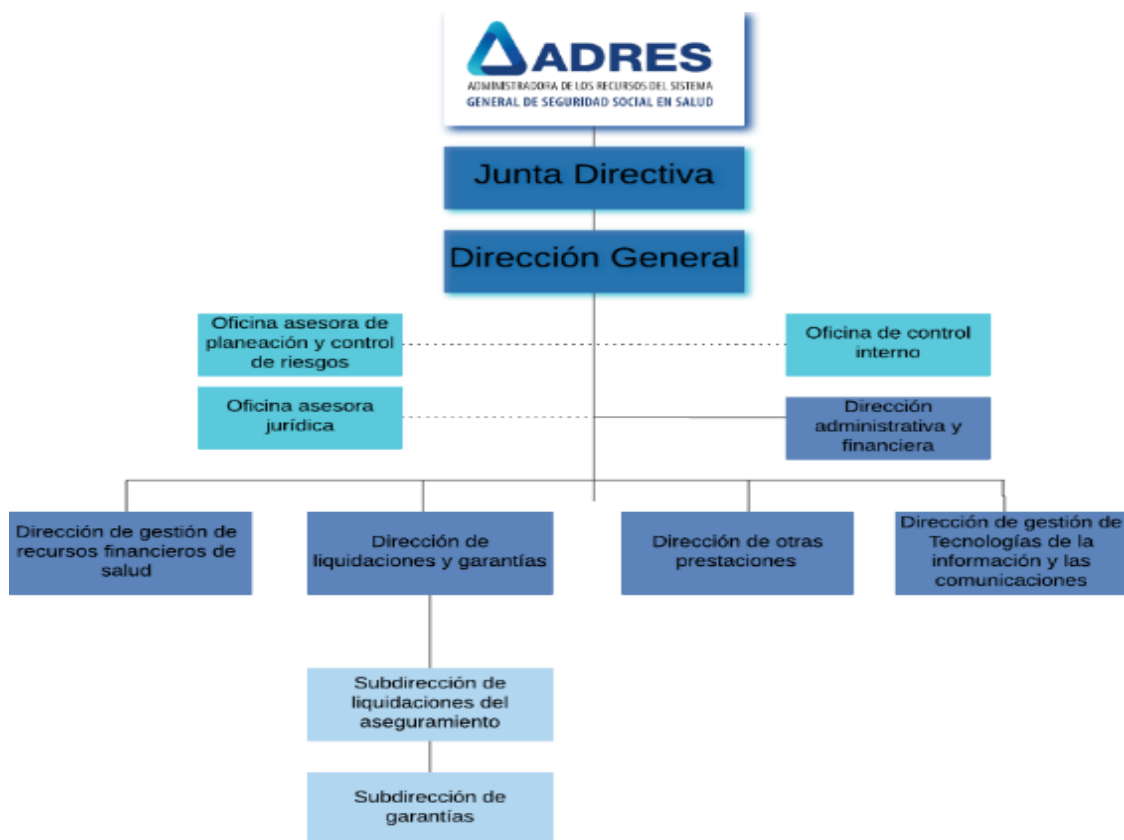 ADRES
ADMINISTRADORA DE LOS RECURSOS DEL SISTEMA
GENERAL DE SEGURIDAD SOCIAL EN SALUD
Junta Directiva
Dirección General
Oficina asesora de
planeación y control
de riesgos
Oficina de control
interno
Oficina asesora
jurídica
Dirección
administrativa y
financiera
Dirección de gestión de
recursos financieros de
salud
Dirección de
liquidaciones y garantías
Dirección de otras
prestaciones
Dirección de gestión de
Tecnologías de la
información y las
comunicaciones
Subdirección de
liquidaciones del
aseguramiento
Subdirección de
garantías